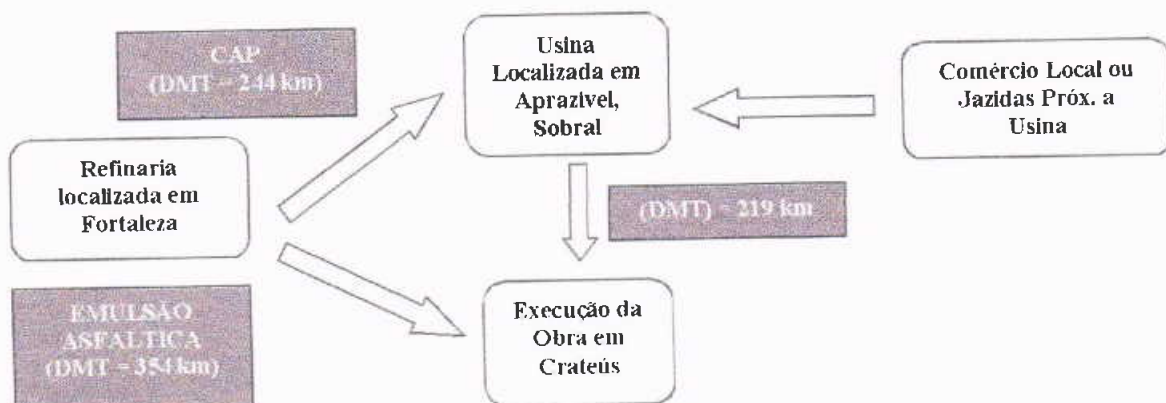 CAP
(DMT = 244 km)
Usina
Localizada em
Aprazivel,
Sobral
Comércio Local ou
Jazidas Próx. a
Usina
Refinaria
localizada em
Fortaleza
(DMT) = 219 km
EMULSÃO
ASFALTICA
(DMT = 354 km)
Execução da
Obra em
Crateús